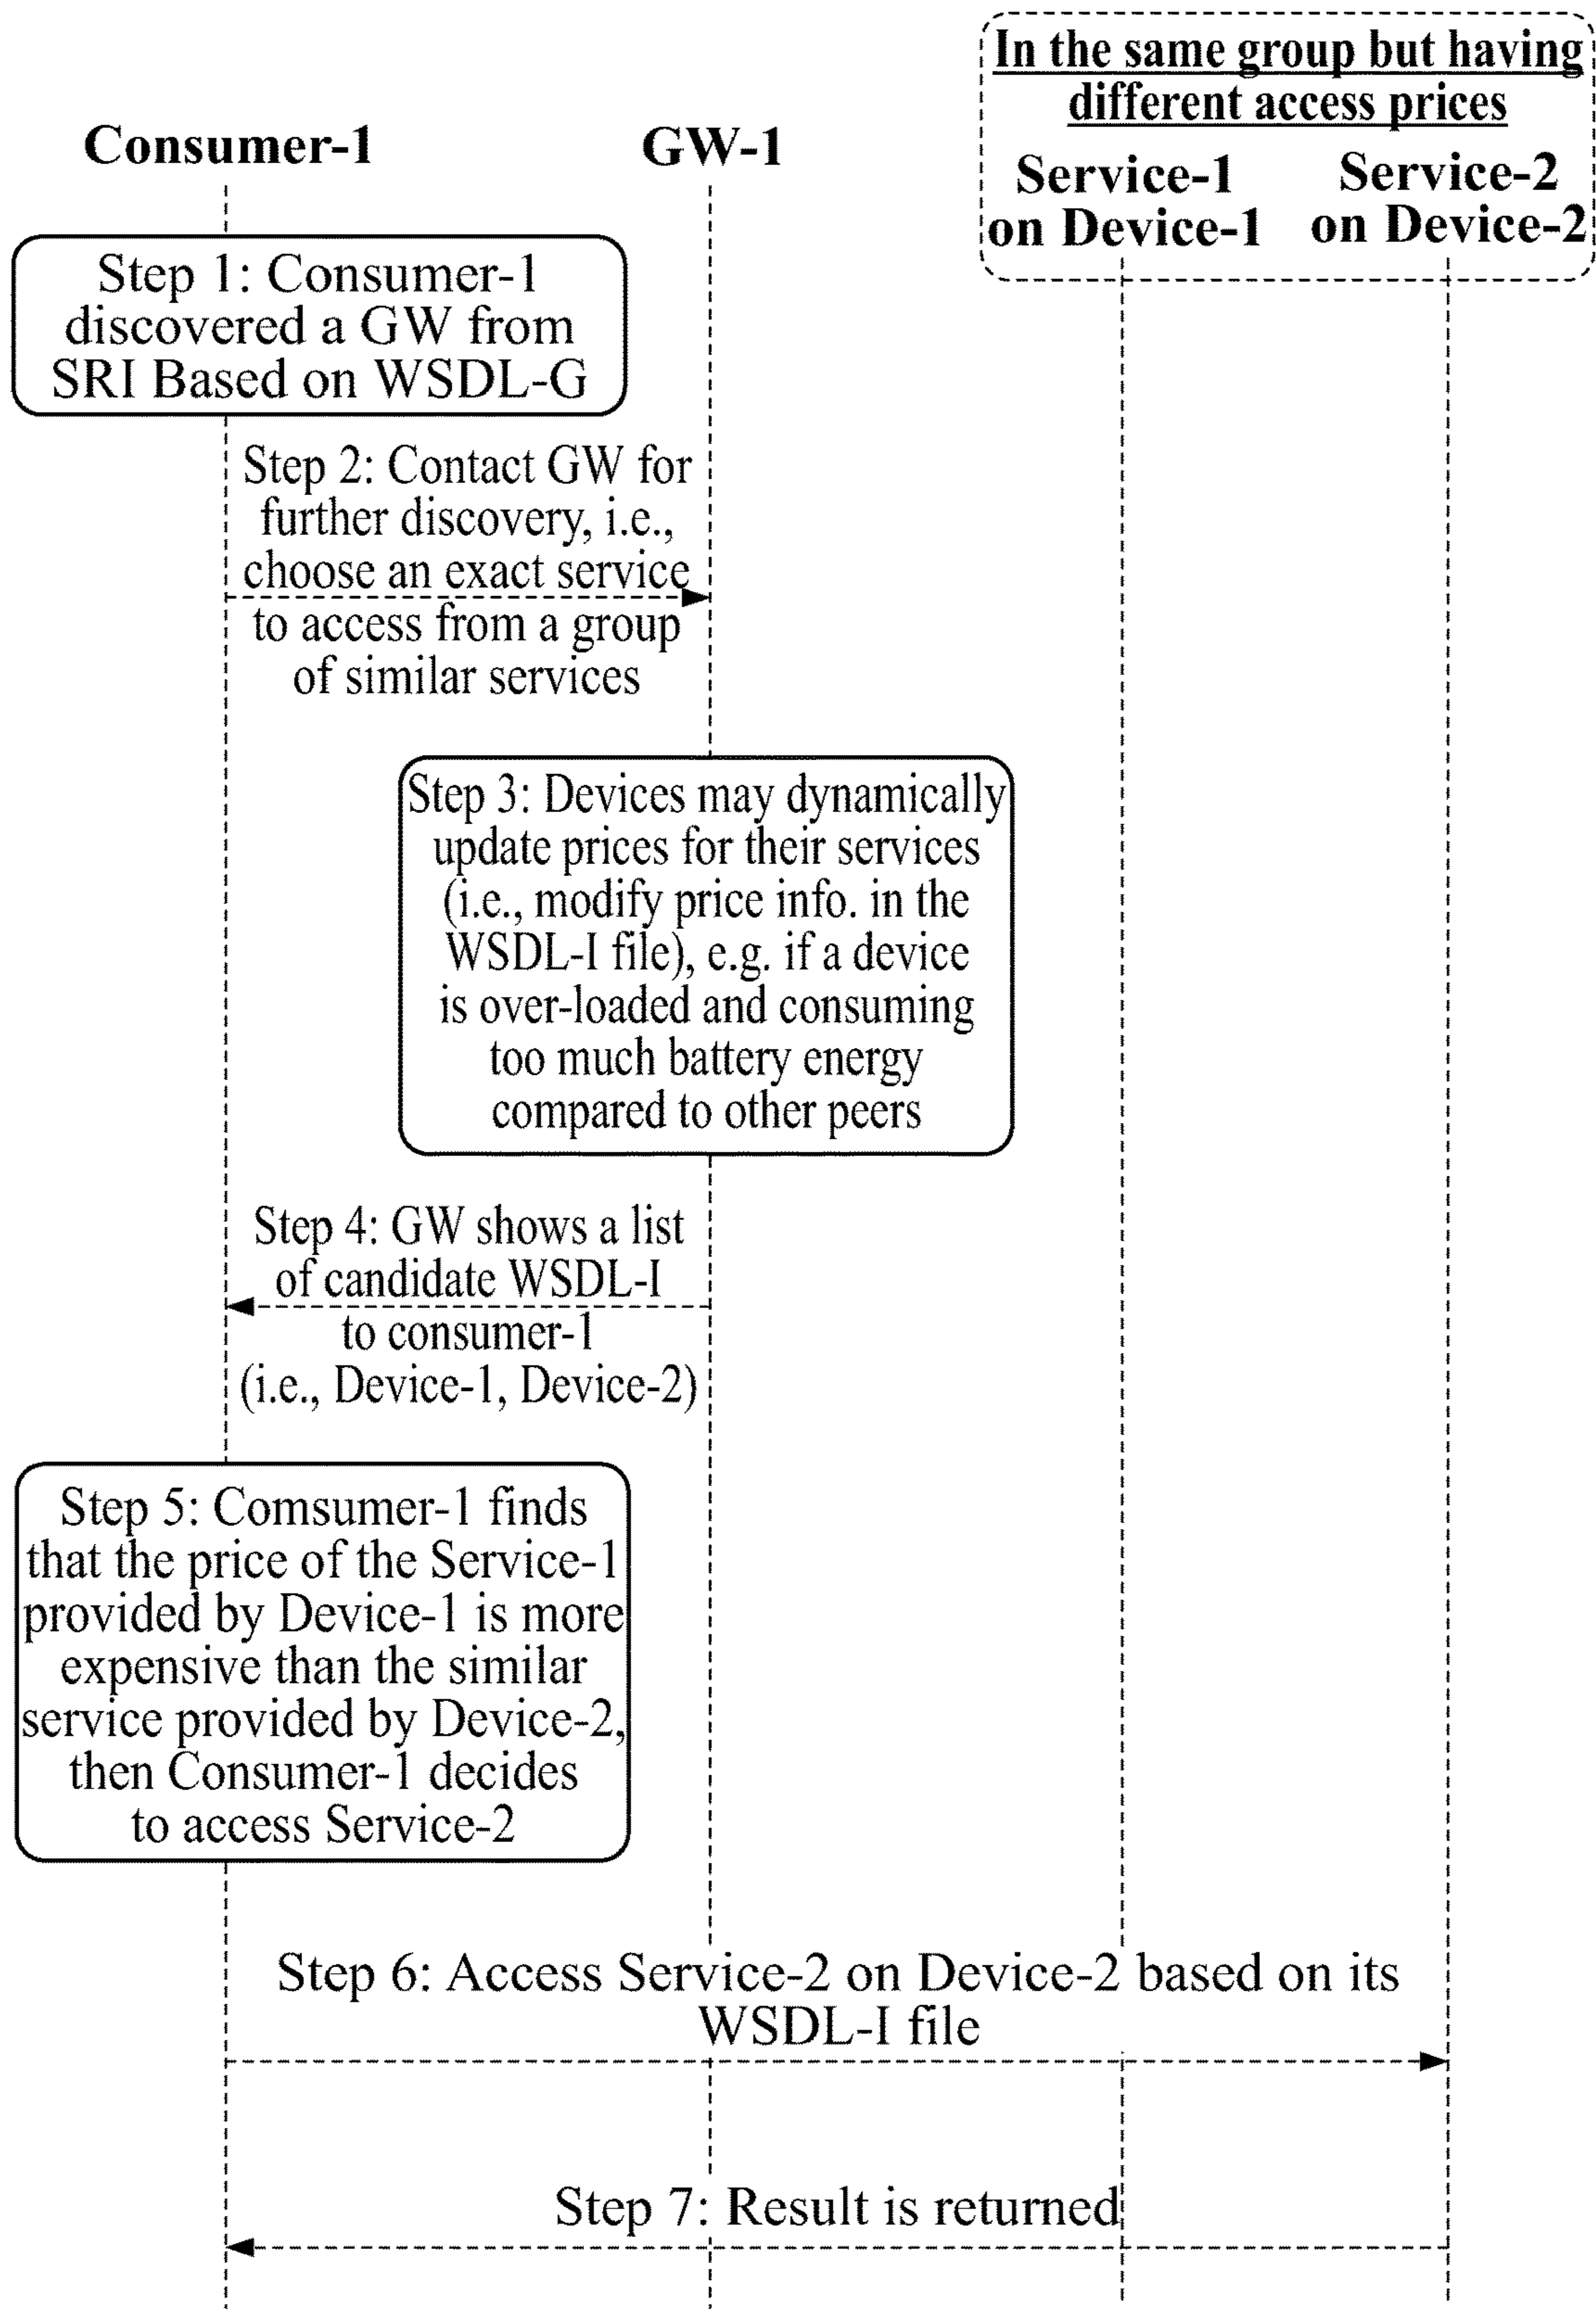 In the same group but having
different access prices
Consumer-1
GW-1
Service-1
on Device-1
Service-2
on Device-2
Step 1: Consumer-1
discovered a GW from
SRI Based on WSDL-G
Step 2: Contact GW for
further discovery, i.e.,
choose an exact service
to access from a group
of similar services
Step 3: Devices may dynamically
update prices for their services
(i.e., modify price info. in the
WSDL-I file), e.g. if a device
is over-loaded and consuming
too much battery energy
compared to other peers
Step 4: GW shows a list
of candidate WSDL-I
to consumer-1
(i.e., Device-1, Device-2)
Step 5: Comsumer-1 finds
that the price of the Service-1
provided by Device-1 is more
expensive than the similar
service provided by Device-2,
then Consumer-1 decides
to access Service-2
Step 6: Access Service-2 on Device-2 based on its
WSDL-I file
Step 7: Result is returned